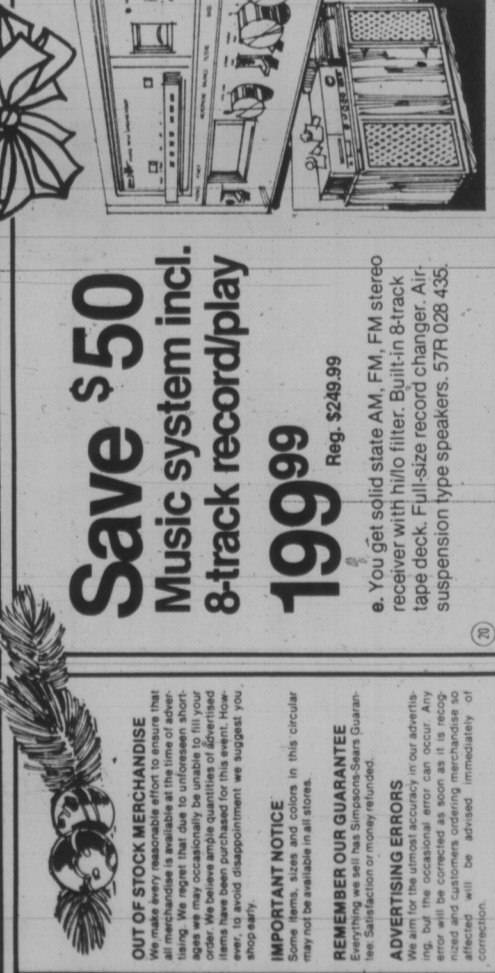 Save $50
Music system incl.
8-track record/play
199⁹⁹ Reg. $249.99
e. You get solid state AM, FM, FM stereo
receiver with hi/lo filter. Built-in 8-track
tape deck. Full-size record changer. Air-
suspension type speakers. 57R 028 435.
20
OUT OF STOCK MERCHANDISE
We make every reasonable effort to ensure that
all merchandise is available at the time of adver-
tising. We regret that due to unforeseen short-
ages we may occasionally be unable to fill your
order. We believe ample quantities of advertised
items have been purchased for this event. How-
ever, to avoid disappointment we suggest you
shop early.
IMPORTANT NOTICE
Some items, sizes and colors in this circular
may not be available in all stores.
REMEMBER OUR GUARANTEE
Everything we sell has Simpsons-Sears Guaran-
tee: Satisfaction or money refunded.
ADVERTISING ERRORS
We aim for the utmost accuracy in our advertis-
ing, but the occasional error can occur. Any
error will be corrected as soon as it is recog-
nized and customers ordering merchandise so
affected will be advised immediately of
correction.